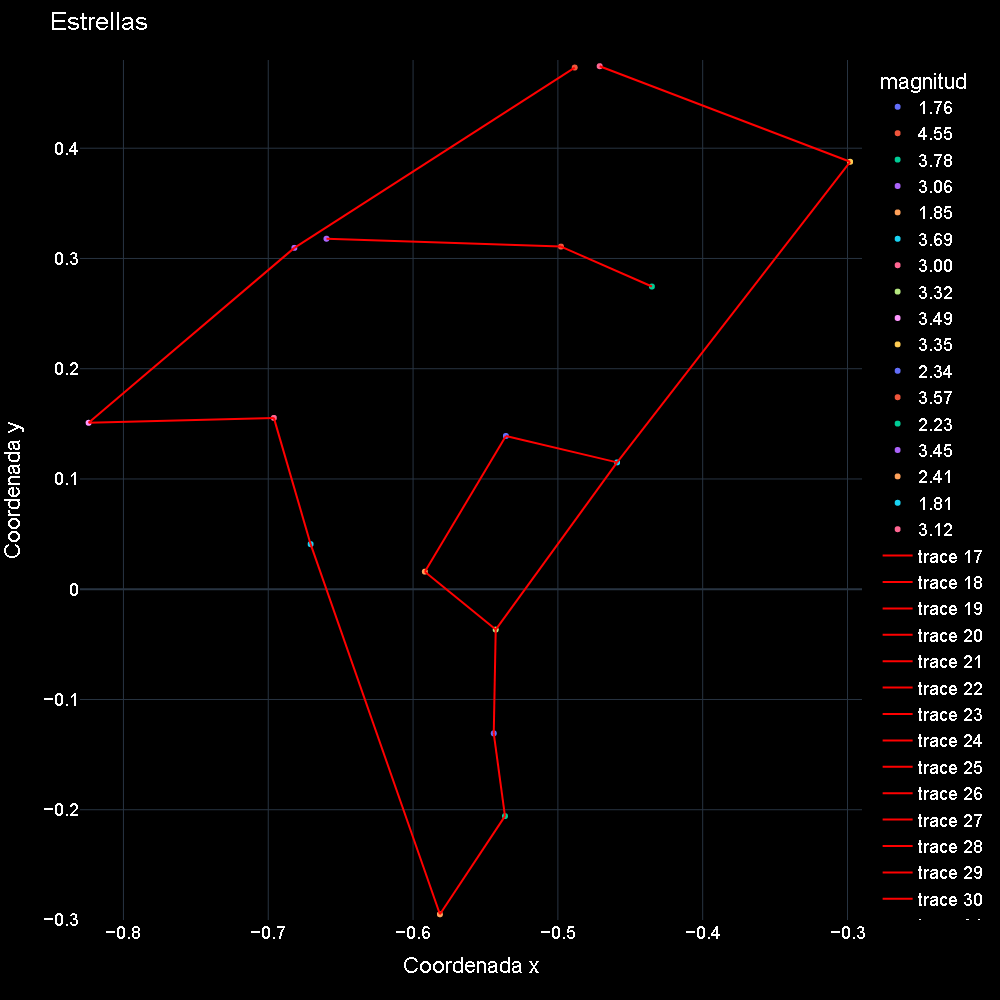 Estrellas
magnitud
1.76
4.55
3.78
3.06
1.85
3.69
3.00
3.32
3.49
3.35
2.34
3.57
2.23
3.45
2.41
1.81
3.12
trace 17
trace 18
trace 19
trace 20
trace 21
trace 22
trace 23
trace 24
trace 25
trace 26
trace 27
trace 28
trace 29
trace 30
Coordenada y
0.4
0.3
0.2
0.1
0
−0.1
−0.2
−0.3
−0.8 −0.7 −0.6 −0.5 −0.4 −0.3
Coordenada x